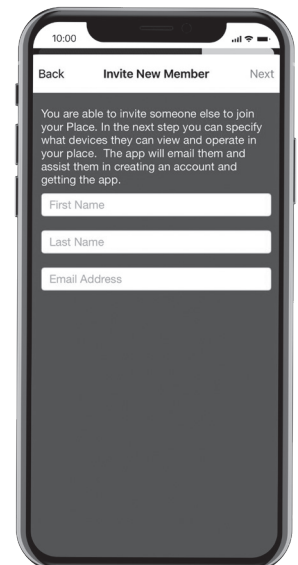 10:00
Back Invite New Member Next
You are able to invite someone else to join
your Place. In the next step you can specify
what devices they can view and operate in
your place.  The app will email them and
assist them in creating an account and
getting the app.
First Name
Last Name
Email Address